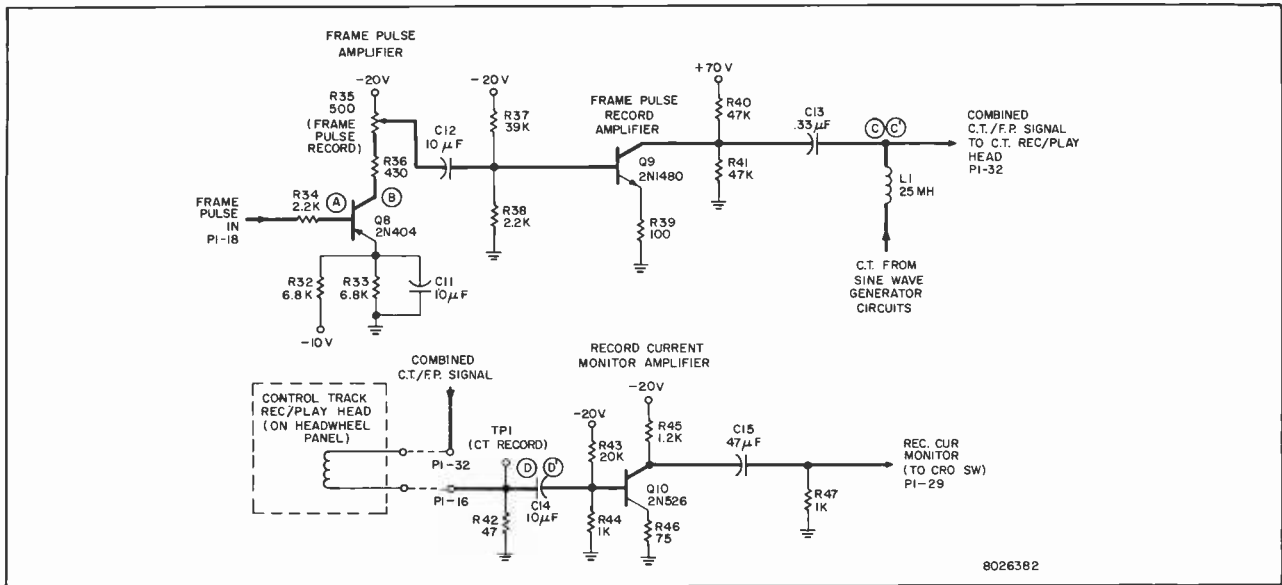 FRAME PULSE
AMPLIFIER
-20V
R35
500
(FRAME
PULSE
RECORD)
R36
430
C12
10 µF
-20V
R37
39K
R38
2.2K
R34
2.2K
A
B
FRAME
PULSE
IN
P1-18
Q8
2N404
R32
6.8K
R33
6.8K
C11
10µF
-10V
FRAME PULSE
RECORD
AMPLIFIER
Q9
2N1480
R39
100
+70V
R40
47K
R41
47K
C13
.33µF
C C'
COMBINED
C.T./F.P. SIGNAL
TO C.T. REC/PLAY
HEAD
P1-32
L1
25 MH
C.T. FROM
SINE WAVE
GENERATOR
CIRCUITS
COMBINED
C.T./F.P. SIGNAL
CONTROL TRACK
REC/PLAY HEAD
(ON HEADWHEEL
PANEL)
P1-32
P1-16
TP1
(CT RECORD)
D D'
R42
47
C14
10µF
RECORD CURRENT
MONITOR AMPLIFIER
-20V
R43
20K
R44
1K
-20V
R45
1.2K
Q10
2N526
R46
75
C15
47µF
R47
1K
REC. CUR
MONITOR
(TO CRO SW)
P1-29
8026382